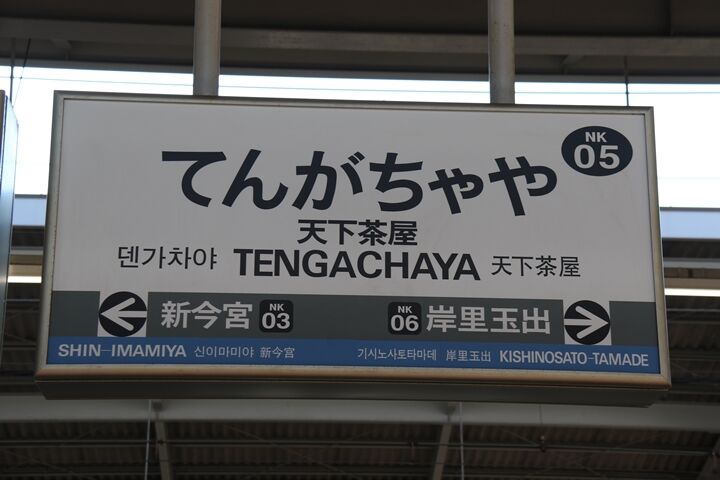 NK
05
てんがちゃや
天下茶屋
덴가차야 TENGACHAYA 天下茶屋
新今宮 NK 03 NK 06 岸里玉出
SHIN-IMAMIYA 신이마미야 新今宮 기시노사토타마데 岸里玉出 KISHINOSATO-TAMADE